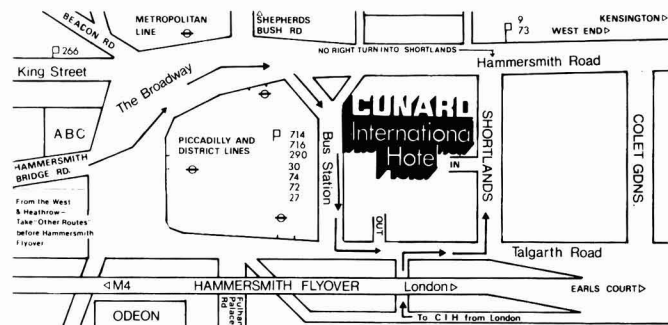 BEACON RD
METROPOLITAN
LINE
SHEPHERDS
BUSH RD
9
73
KENSINGTON
WEST END
266
NO RIGHT TURN INTO SHORTLANDS
King Street
Hammersmith Road
The Broadway
ABC
PICCADILLY AND
DISTRICT LINES
714
716
290
30
74
72
27
Bus Station
CUNARD
International
Hotel
IN
OUT
SHORTLANDS
COLET GDNS.
HAMMERSMITH
BRIDGE RD.
From the West
& Heathrow—
Take "Other Routes"
before Hammersmith
Flyover
Talgarth Road
M4
HAMMERSMITH FLYOVER
London
EARLS COURT
ODEON
Fulham
Palace
Rd
To C I H from London